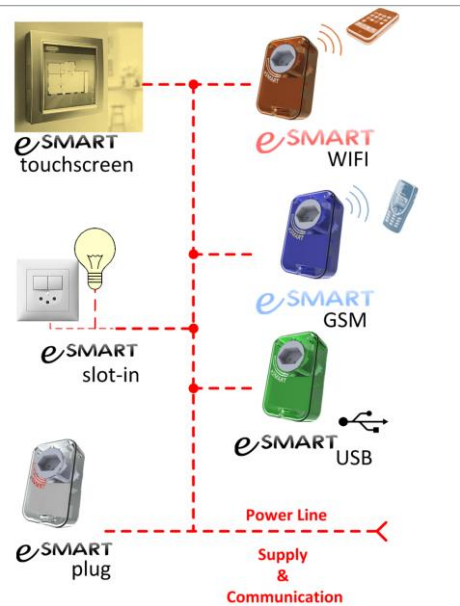 eSMART
touchscreen
eSMART
WIFI
eSMART
GSM
eSMART
slot-in
eSMART
USB
eSMART
plug
Power Line
Supply
&
Communication